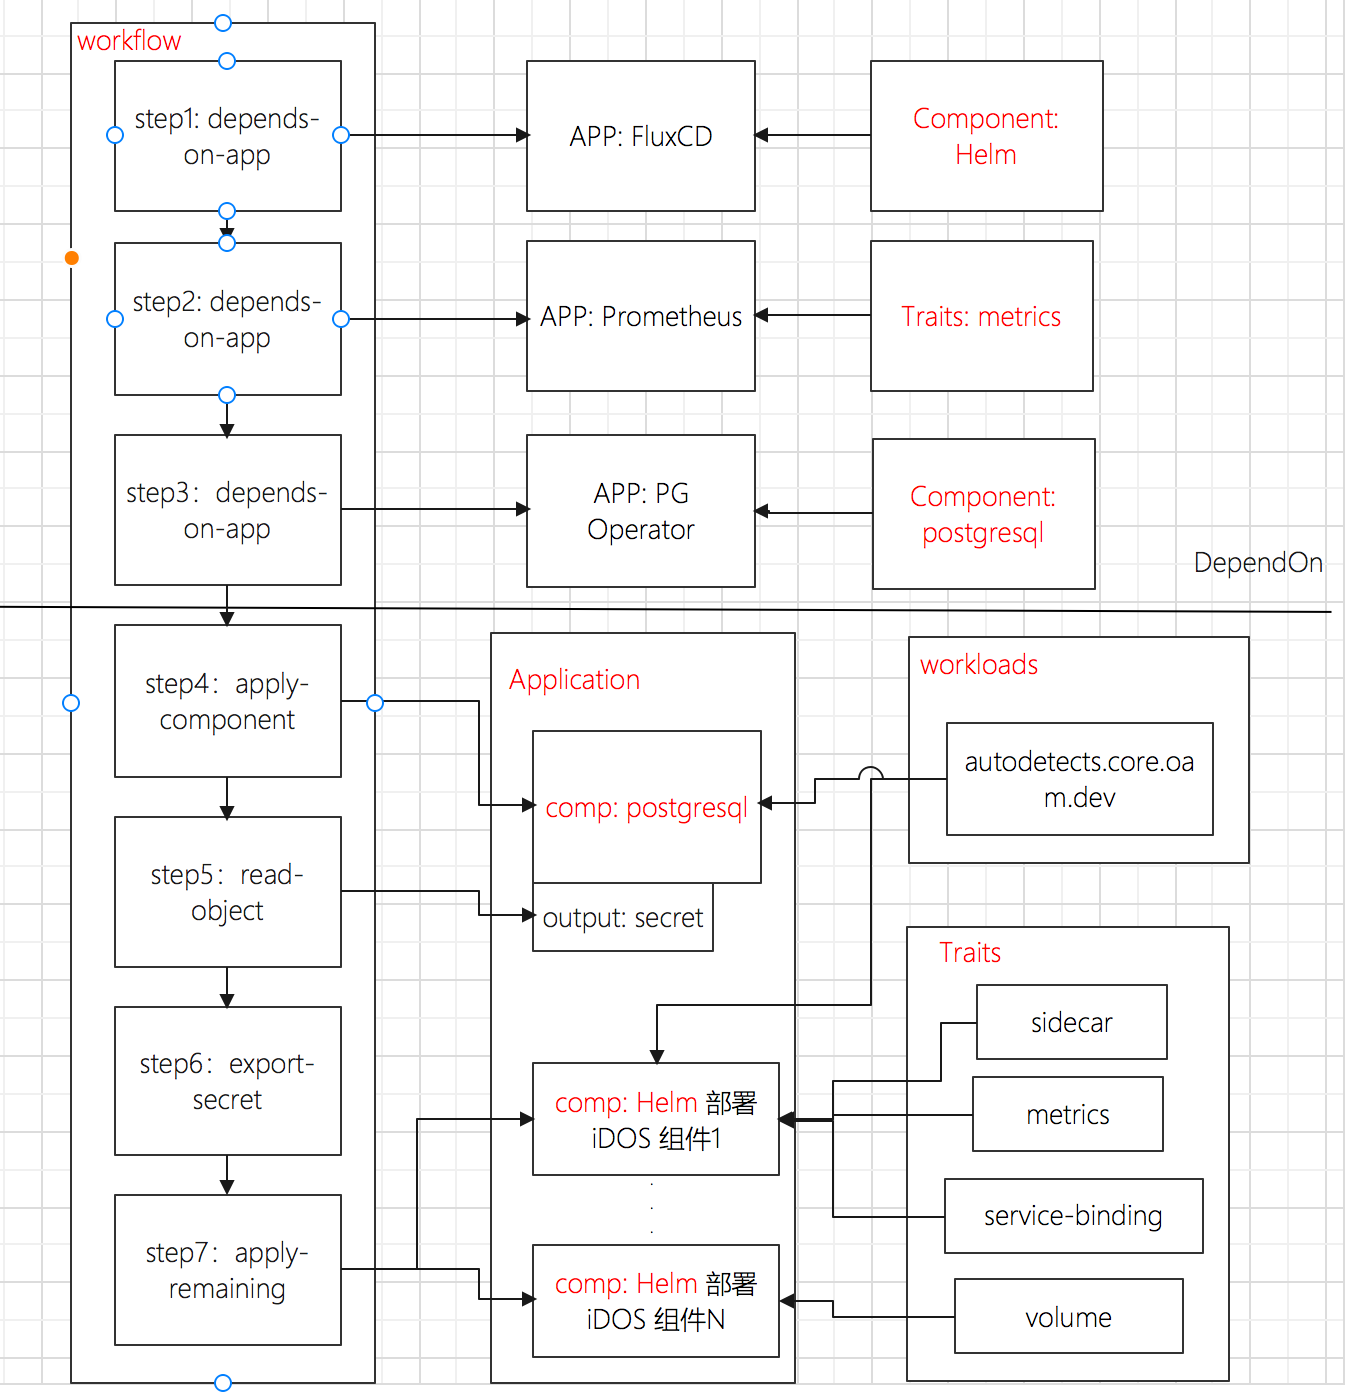 workflow
step1: depends-
on-app
APP: FluxCD
Component:
Helm
step2: depends-
on-app
APP: Prometheus
Traits: metrics
step3：depends-
on-app
APP: PG
Operator
Component:
postgresql
DependOn
step4：apply-
component
Application
workloads
comp: postgresql
autodetects.core.oa
m.dev
step5：read-
object
output: secret
Traits
sidecar
step6：export-
secret
comp: Helm 部署
iDOS 组件1
metrics
service-binding
step7：apply-
remaining
comp: Helm 部署
iDOS 组件N
volume